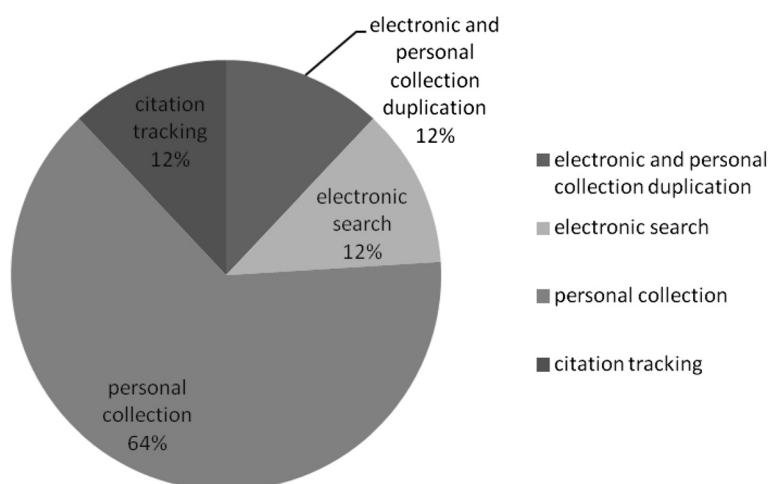 electronic and
personal
collection
duplication
12%
citation
tracking
12%
electronic
search
12%
personal
collection
64%
electronic and personal
collection duplication
electronic search
personal collection
citation tracking